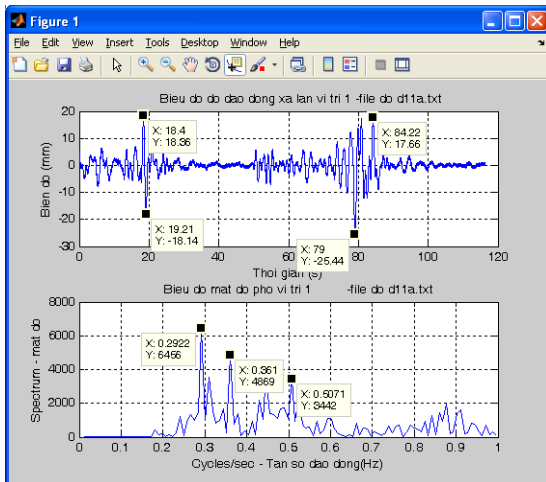 Figure 1
File Edit View Insert Tools Desktop Window Help
Bieu do do dao dong xa lan vi tri 1 -file do d11a.txt
Bien do (mm)
20
10
0
-10
-20
-30
X: 18.4
Y: 18.36
X: 84.22
Y: 17.66
X: 19.21
Y: -18.14
X: 79
Y: -25.44
0 20 40 60 80 100 120
Thoi gian (s)
Bieu do mat do pho vi tri 1 -file do d11a.txt
Spectrum - mat do
8000
6000
4000
2000
0
X: 0.2922
Y: 6456
X: 0.361
Y: 4869
X: 0.5071
Y: 3442
0 0.1 0.2 0.3 0.4 0.5 0.6 0.7 0.8 0.9 1
Cycles/sec - Tan so dao dong(Hz)